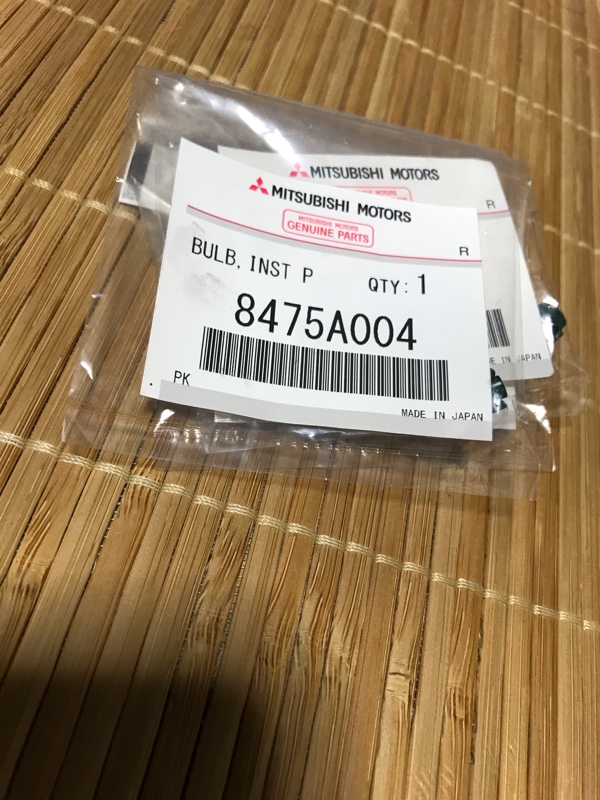 MITSUBISHI MOTORS
R
MADE IN JAPAN
MITSUBISHI MOTORS
MITSUBISHI MOTORS
GENUINE PARTS
R
BULB, INST P QTY: 1
8475A004
PK
MADE IN JAPAN